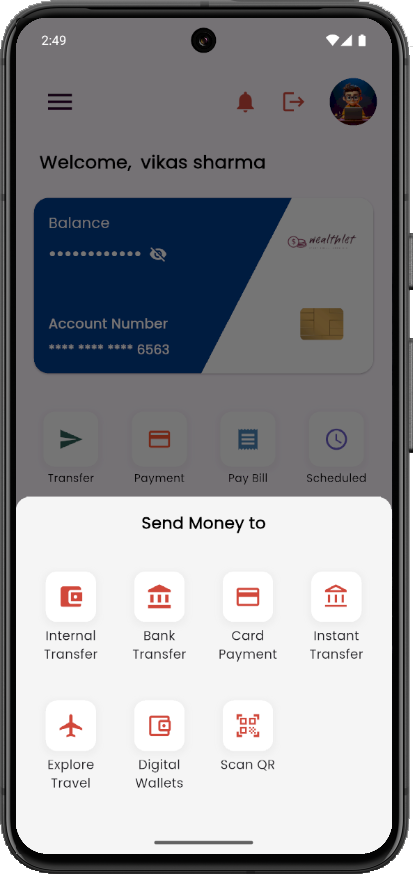 2:49
Welcome, vikas sharma
Balance
•••••••••••• 
wealthlet
Account Number
**** **** **** 6563
Transfer
Payment
Pay Bill
Scheduled
Send Money to
Internal
Transfer
Bank
Transfer
Card
Payment
Instant
Transfer
Explore
Travel
Digital
Wallets
Scan QR